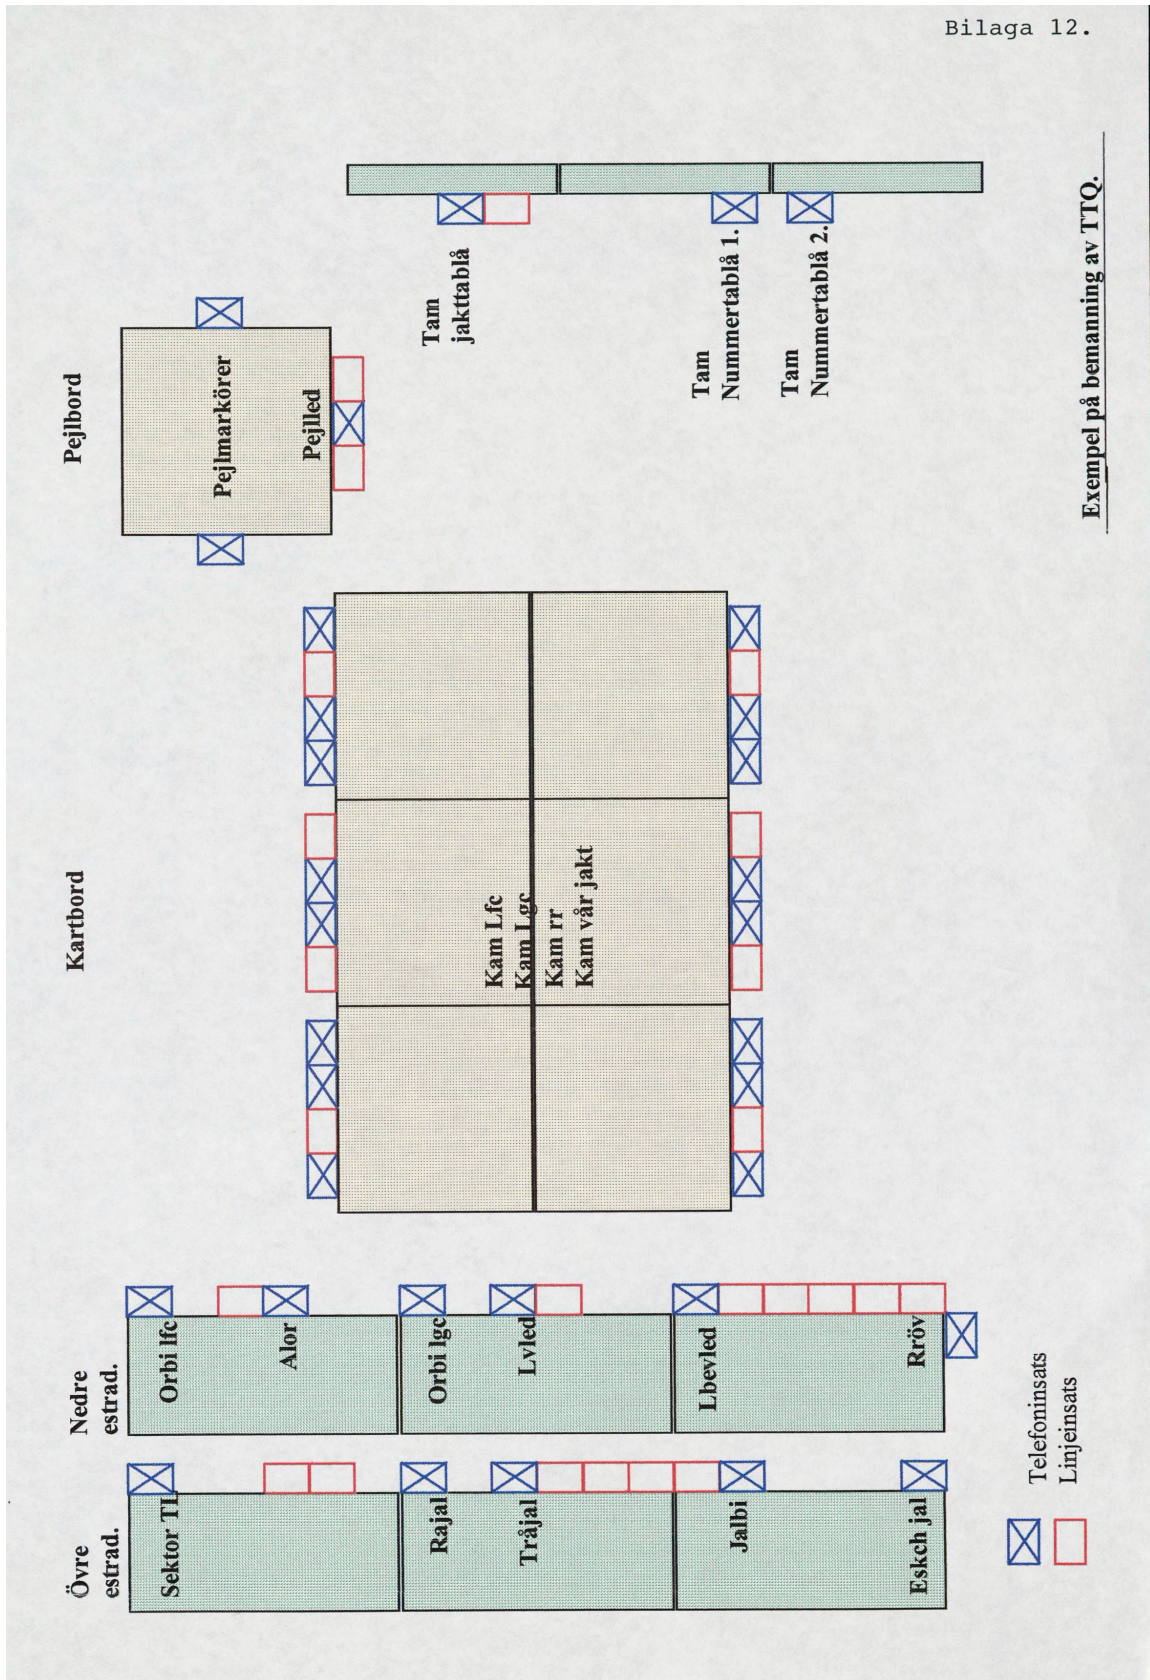 Bilaga 12.
Övre
estrad.
Nedre
estrad.
Kartbord
Pejlbord
Sektor TL
Rajal
Tråjal
Jalbi
Eskch jal
Orbi lfc
Alor
Orbi lgc
Lvled
Lbevled
Rröv
Kam Lfc
Kam Lgc
Kam rr
Kam vår jakt
Pejlmarkörer
Pejlled
Tam
jakttablå
Tam
Nummertablå 1.
Tam
Nummertablå 2.
Telefoninsats
Linjeinsats
Exempel på bemanning av TTQ.